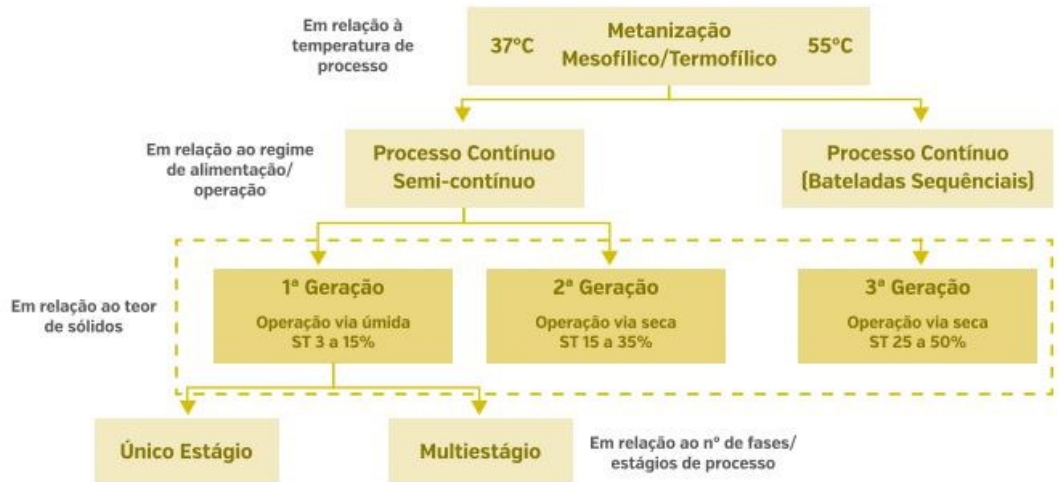 Em relação à
temperatura de
processo
37°C
Metanização
Mesofílico/Termofílico
55°C
Em relação ao regime
de alimentação/
operação
Processo Contínuo
Semi-contínuo
Processo Contínuo
(Bateladas Sequênciais)
Em relação ao teor
de sólidos
1ª Geração
Operação via úmida
ST 3 a 15%
2ª Geração
Operação via seca
ST 15 a 35%
3ª Geração
Operação via seca
ST 25 a 50%
Único Estágio
Multiestágio
Em relação ao nº de fases/
estágios de processo